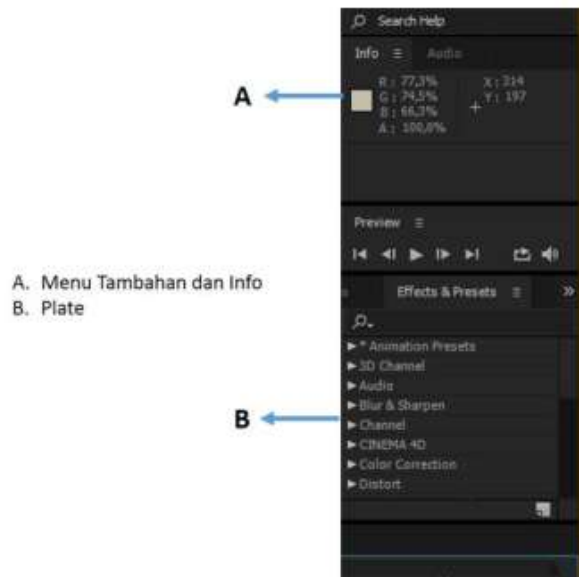 Search Help
Info Audio
A
R : 77,3% X : 314
G : 74,5% Y : 197
B : 66,3%
A : 100,0%
Preview
A. Menu Tambahan dan Info
B. Plate
Effects & Presets
* Animation Presets
3D Channel
Audio
Blur & Sharpen
B
Channel
CINEMA 4D
Color Correction
Distort